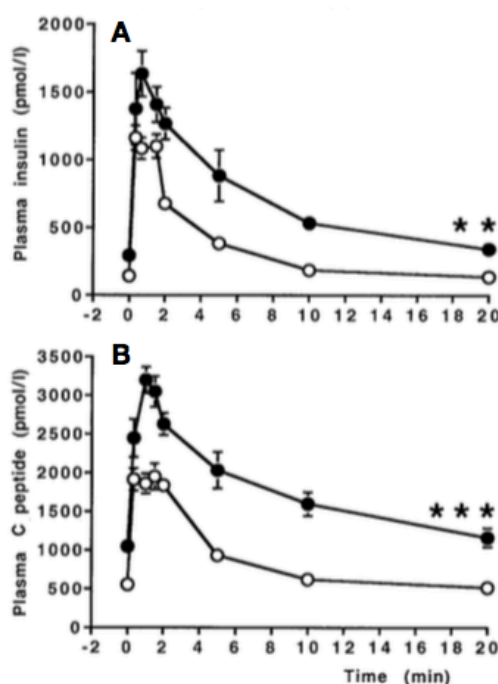 A
Plasma insulin (pmol/l)
2000
1500
1000
500
0
-2 0 2 4 6 8 10 12 14 16 18 20
* *
B
Plasma C peptide (pmol/l)
3500
3000
2500
2000
1500
1000
500
0
-2 0 2 4 6 8 10 12 14 16 18 20
* * *
Time (min)